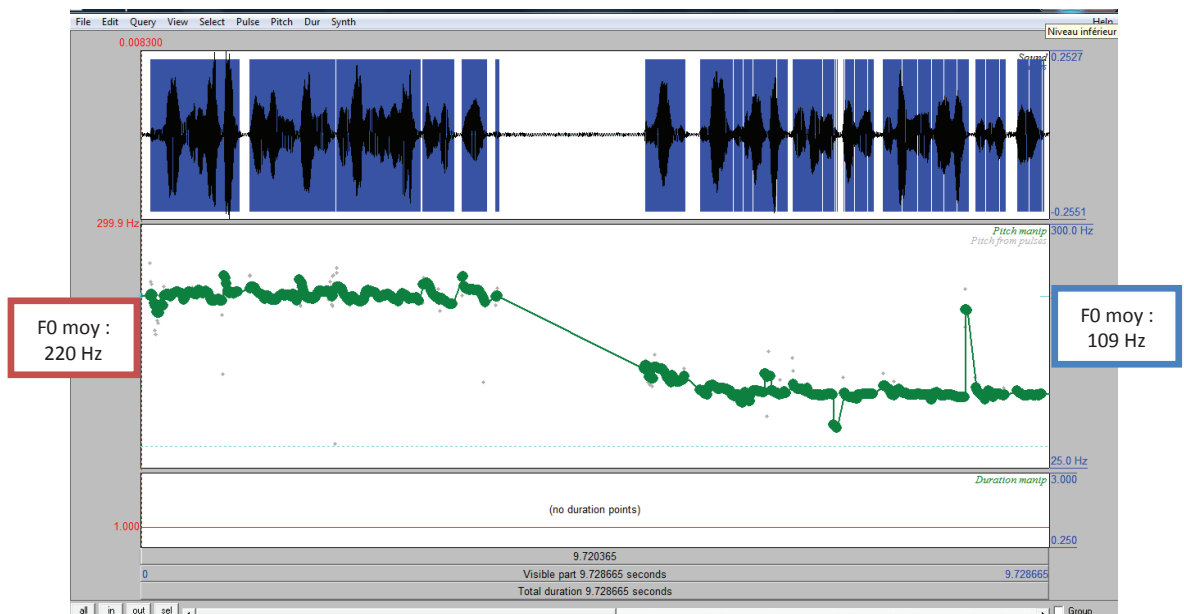 File Edit Query View Select Pulse Pitch Dur Synth Help
Niveau inférieur
0.008300
Sound
0.2527
-0.2551
299.9 Hz
Pitch manip
300.0 Hz
Pitch from pulses
F0 moy :
220 Hz
F0 moy :
109 Hz
25.0 Hz
Duration manip
3.000
(no duration points)
1.000
0.250
9.720365
0
Visible part 9.728665 seconds
9.728665
Total duration 9.728665 seconds
all in out sel
Group